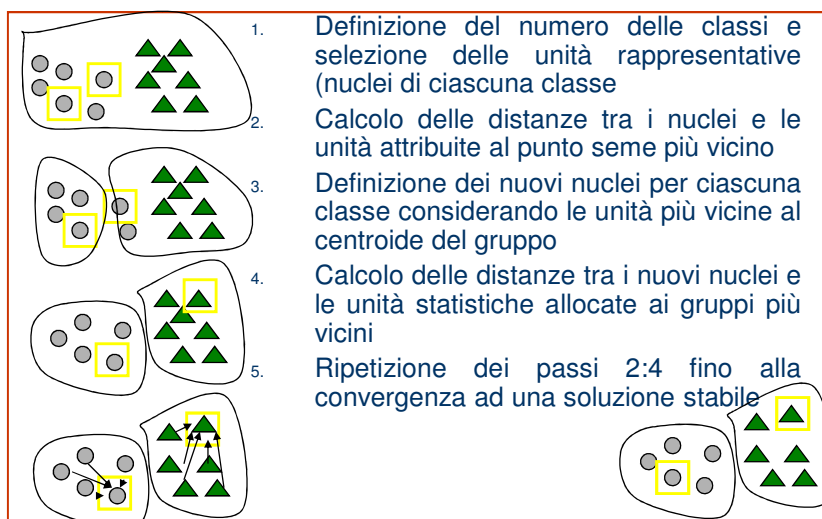 1. Definizione del numero delle classi e
selezione delle unità rappresentative
(nuclei di ciascuna classe
2. Calcolo delle distanze tra i nuclei e le
unità attribuite al punto seme più vicino
3. Definizione dei nuovi nuclei per ciascuna
classe considerando le unità più vicine al
centroide del gruppo
4. Calcolo delle distanze tra i nuovi nuclei e
le unità statistiche allocate ai gruppi più
vicini
5. Ripetizione dei passi 2:4 fino alla
convergenza ad una soluzione stabile